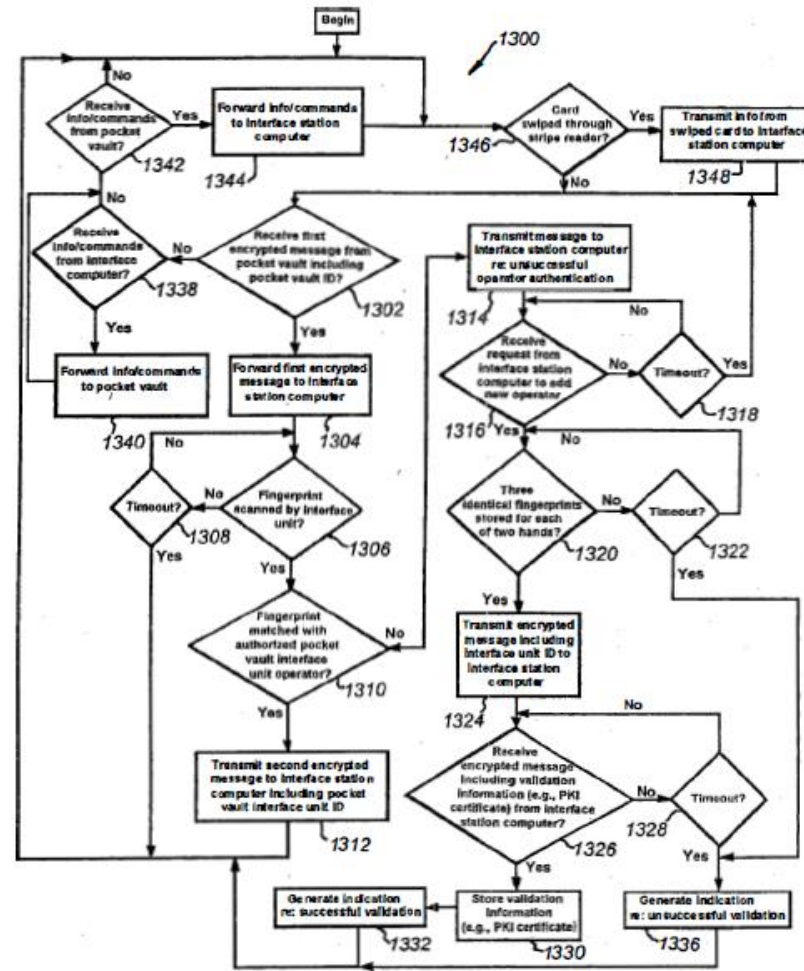 Begin
1300
No
Receive
info/commands
from pocket
vault?
1342
Yes
Forward info/commands
to interface station
computer
1344
Card
swiped through
stripe reader?
1346
Yes
Transmit info from
swiped card to interface
station computer
1348
No
No
Receive
info/commands
from interface
computer?
1338
No
Receive first
encrypted message from
pocket vault including
pocket vault ID?
1302
Transmit message to
interface station computer
re: unsuccessful
operator authentication
1314
No
Yes
Forward info/commands
to pocket vault
1340
Yes
Forward first encrypted
message to interface
station computer
1304
Receive
request from
interface station
computer to add
new operator
1316
No
Timeout?
1318
Yes
Yes
No
No
Timeout?
1308
No
Fingerprint
scanned by interface
unit?
1306
Three
identical fingerprints
stored for each
of two hands?
1320
No
Timeout?
1322
Yes
Yes
Yes
Yes
Fingerprint
matched with
authorized pocket
vault interface
unit operator?
1310
No
Transmit encrypted
message including
interface unit ID to
interface station
computer
1324
No
Yes
Transmit second encrypted
message to interface station
computer including pocket
vault interface unit ID
1312
Receive
encrypted message
including validation
information (e.g., PKI
certificate) from interface
station computer?
1326
No
Timeout?
1328
Yes
Yes
Generate indication
re: successful validation
1332
Store validation
information
(e.g., PKI certificate)
1330
Generate indication
re: unsuccessful validation
1336